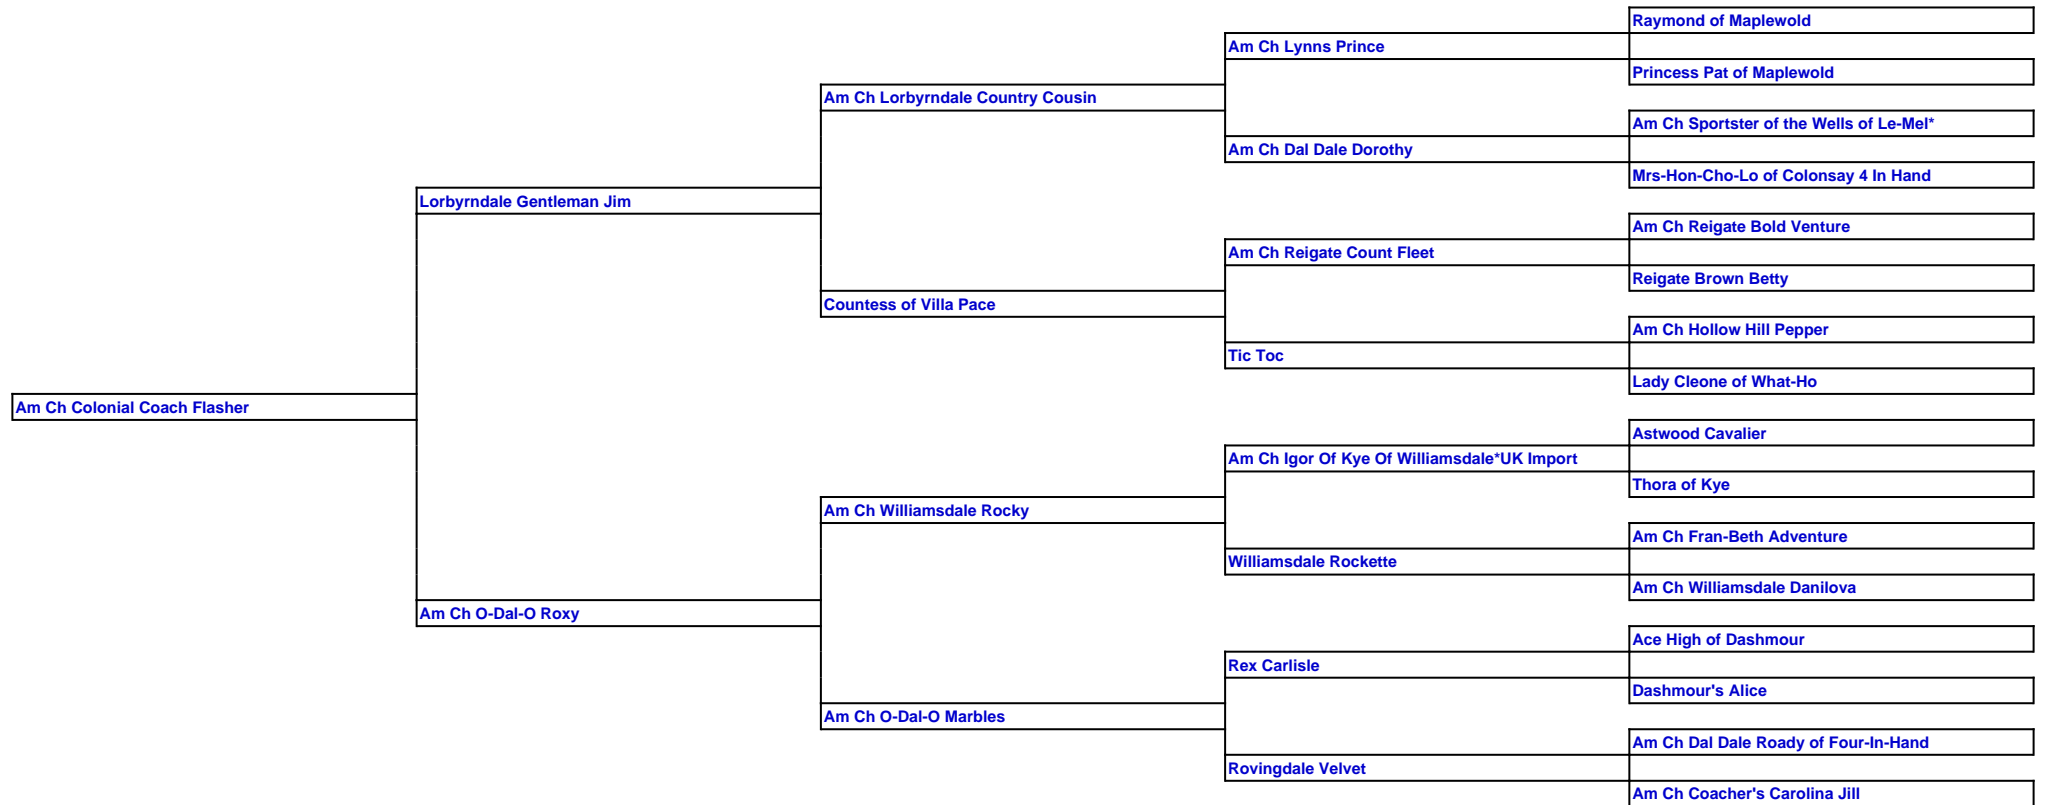 Raymond of Maplewold
Am Ch Lynns Prince
Princess Pat of Maplewold
Am Ch Lorbyrndale Country Cousin
Am Ch Sportster of the Wells of Le-Mel*
Am Ch Dal Dale Dorothy
Mrs-Hon-Cho-Lo of Colonsay 4 In Hand
Lorbyrndale Gentleman Jim
Am Ch Reigate Bold Venture
Am Ch Reigate Count Fleet
Reigate Brown Betty
Countess of Villa Pace
Am Ch Hollow Hill Pepper
Tic Toc
Lady Cleone of What-Ho
Am Ch Colonial Coach Flasher
Astwood Cavalier
Am Ch Igor Of Kye Of Williamsdale*UK Import
Thora of Kye
Am Ch Williamsdale Rocky
Am Ch Fran-Beth Adventure
Williamsdale Rockette
Am Ch Williamsdale Danilova
Am Ch O-Dal-O Roxy
Ace High of Dashmour
Rex Carlisle
Dashmour's Alice
Am Ch O-Dal-O Marbles
Am Ch Dal Dale Roady of Four-In-Hand
Rovingdale Velvet
Am Ch Coacher's Carolina Jill